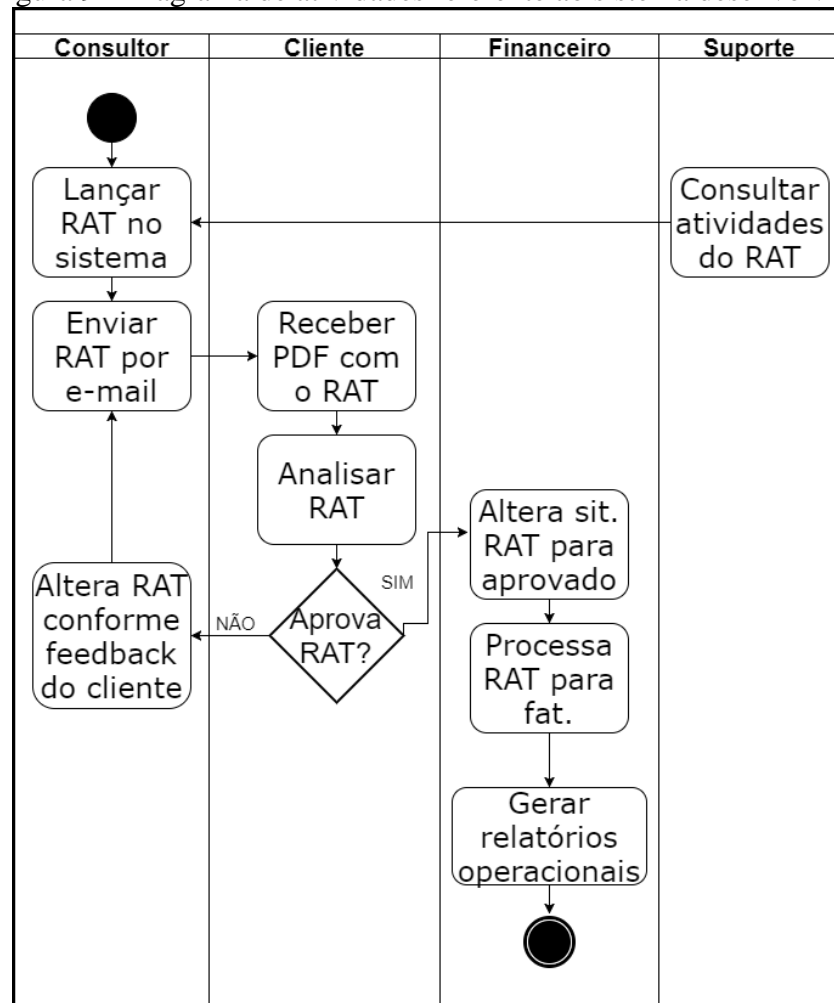 Consultor
Cliente
Financeiro
Suporte
Lançar
RAT no
sistema
Consultar
atividades
do RAT
Enviar
RAT por
e-mail
Receber
PDF com
o RAT
Analisar
RAT
Altera sit.
RAT para
aprovado
SIM
Aprova
RAT?
NÃO
Altera RAT
conforme
feedback
do cliente
Processa
RAT para
fat.
Gerar
relatórios
operacionais